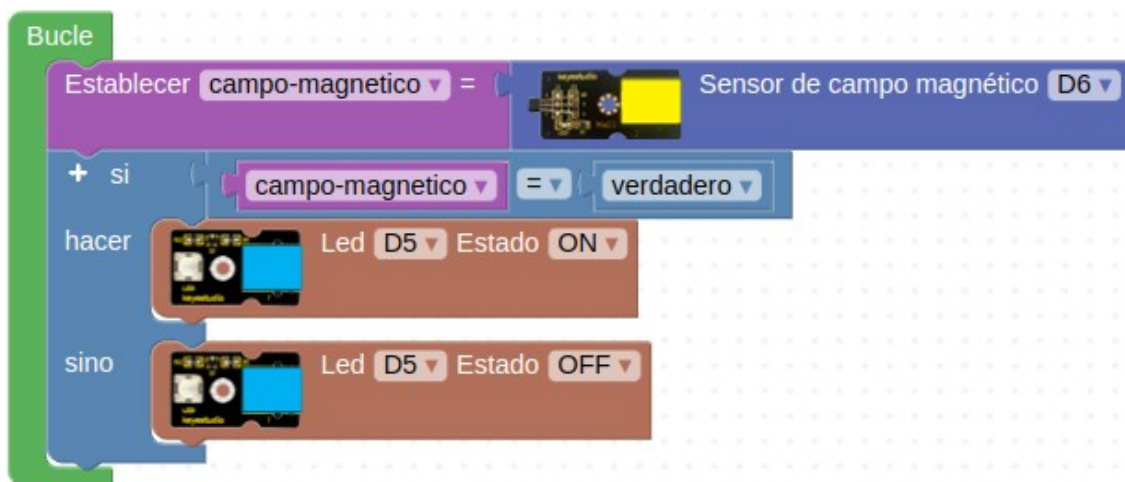 Bucle
Establecer campo-magnetico = Sensor de campo magnético D6
+ si campo-magnetico = verdadero
hacer Led D5 Estado ON
sino Led D5 Estado OFF